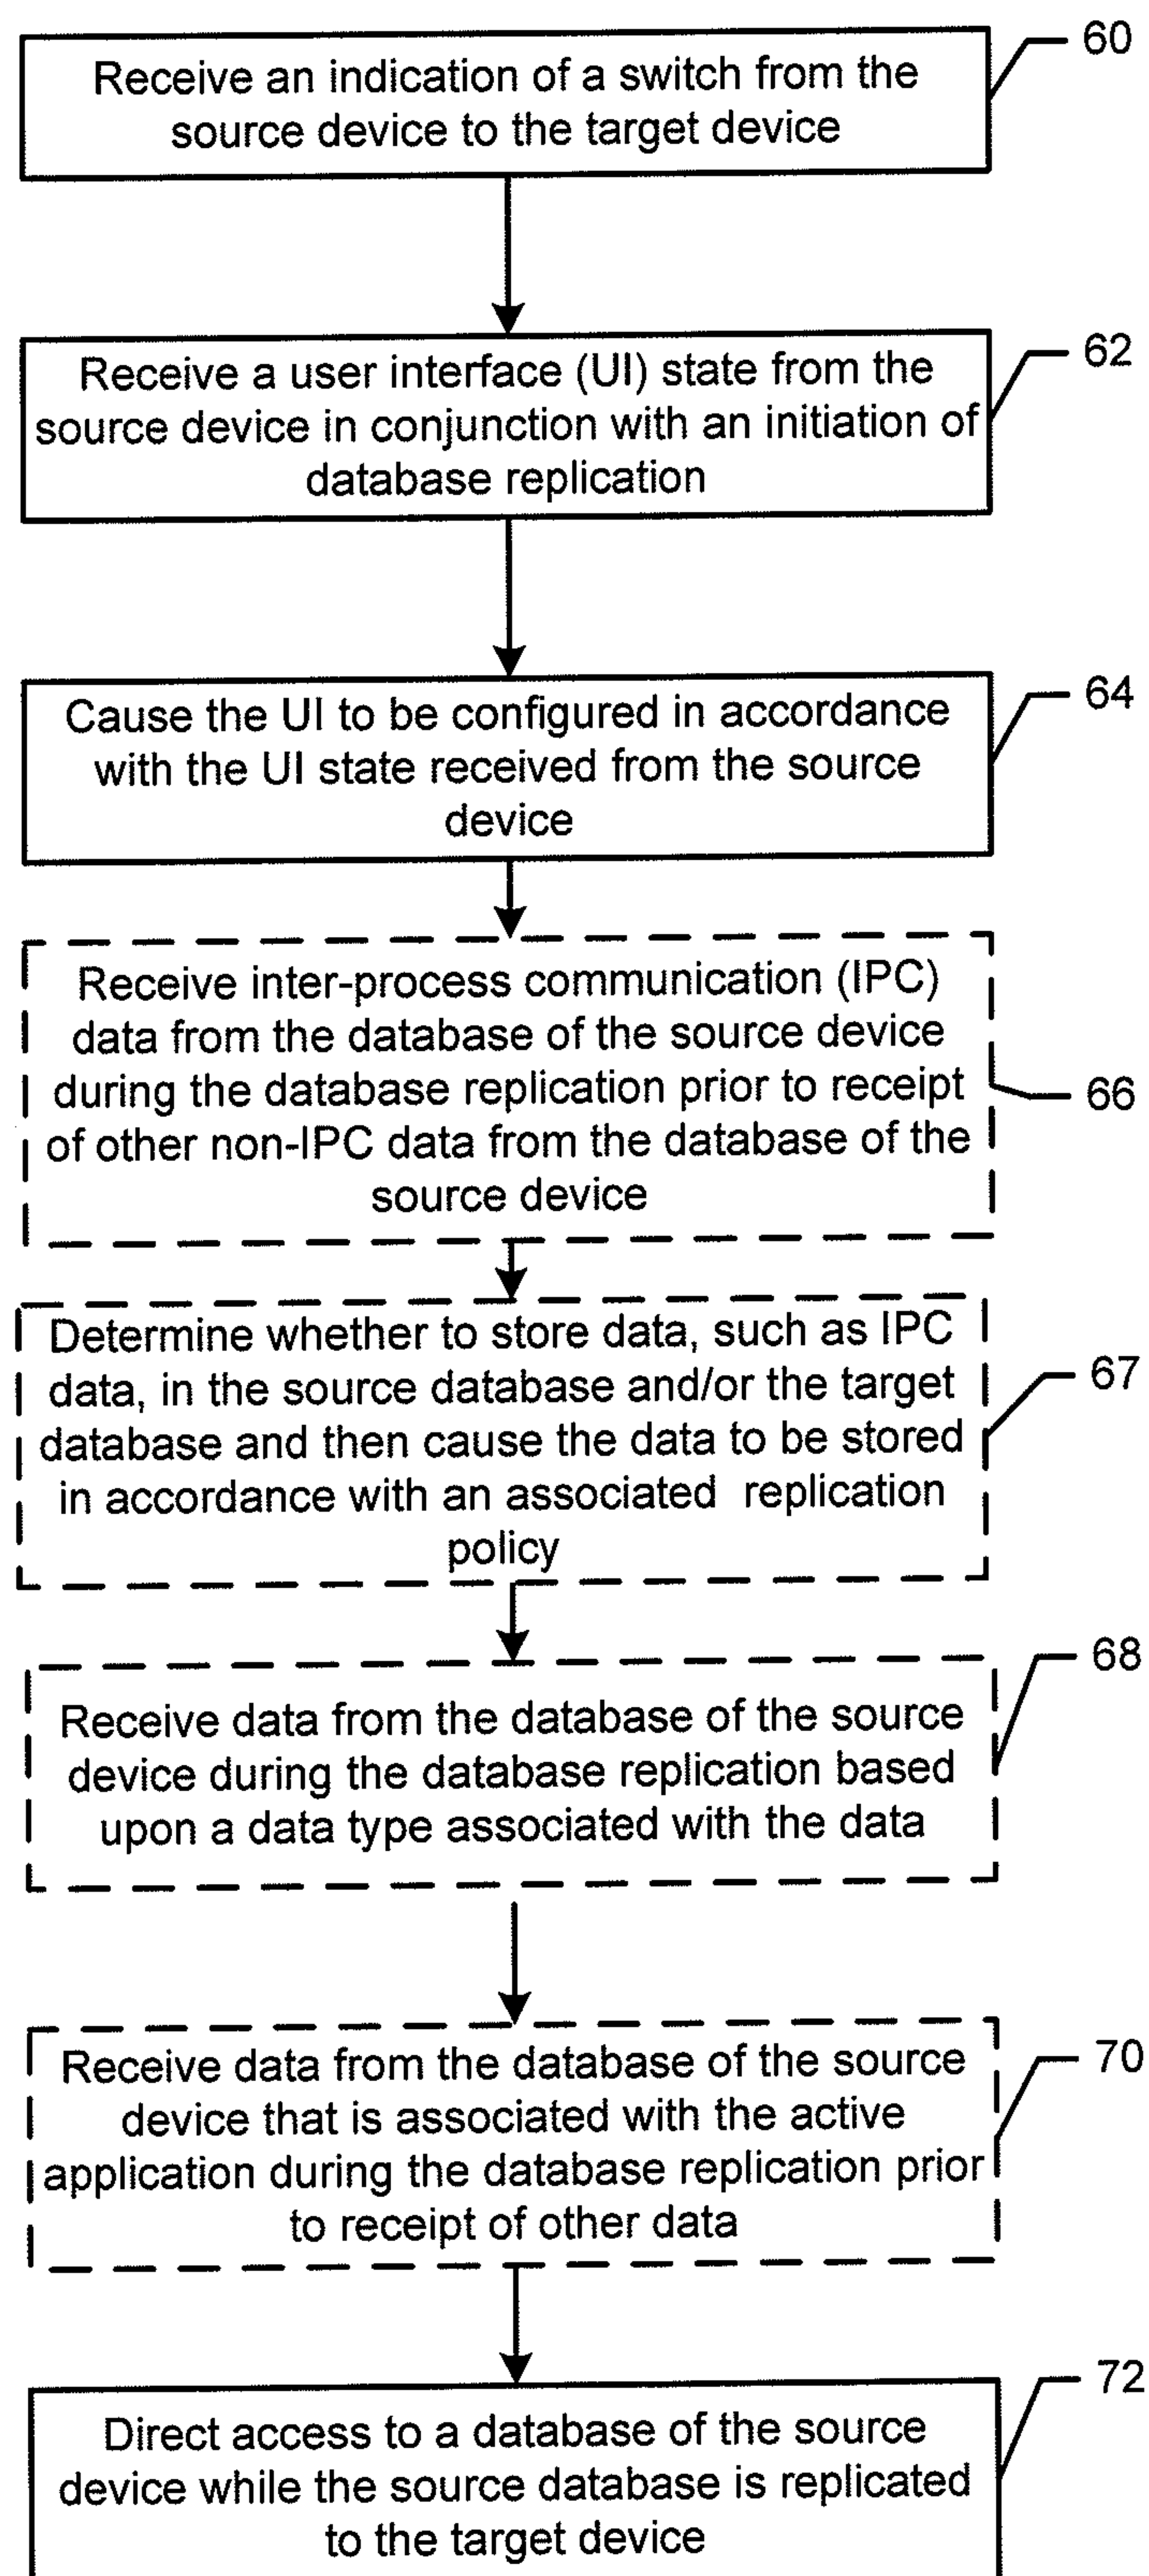 60
Receive an indication of a switch from the
source device to the target device
62
Receive a user interface (UI) state from the
source device in conjunction with an initiation of
database replication
64
Cause the UI to be configured in accordance
with the UI state received from the source
device
Receive inter-process communication (IPC)
data from the database of the source device
during the database replication prior to receipt
66
of other non-IPC data from the database of the
source device
Determine whether to store data, such as IPC
67
data, in the source database and/or the target
database and then cause the data to be stored
in accordance with an associated replication
policy
68
Receive data from the database of the source
device during the database replication based
upon a data type associated with the data
70
Receive data from the database of the source
device that is associated with the active
application during the database replication prior
to receipt of other data
72
Direct access to a database of the source
device while the source database is replicated
to the target device